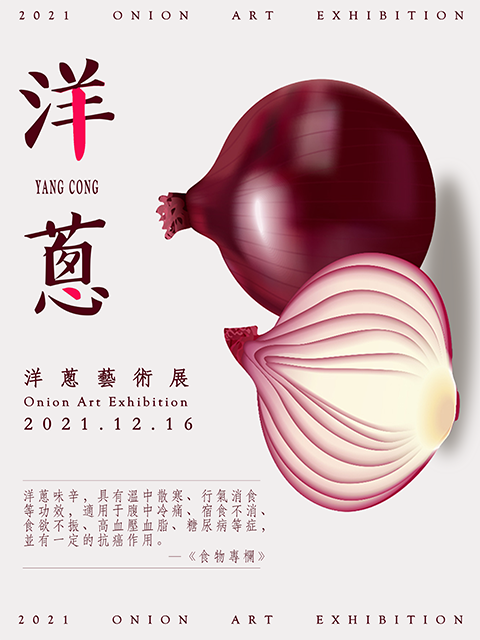 2021 ONION ART EXHIBITION
洋
YANG CONG
蔥
洋蔥藝術展
Onion Art Exhibition
2021.12.16
洋蔥味辛，具有溫中散寒、行氣消食
等功效，適用于腹中冷痛、宿食不消、
食欲不振、高血壓血脂、糖尿病等症，
並有一定的抗癌作用。
—《食物專欄》
2021 ONION ART EXHIBITION